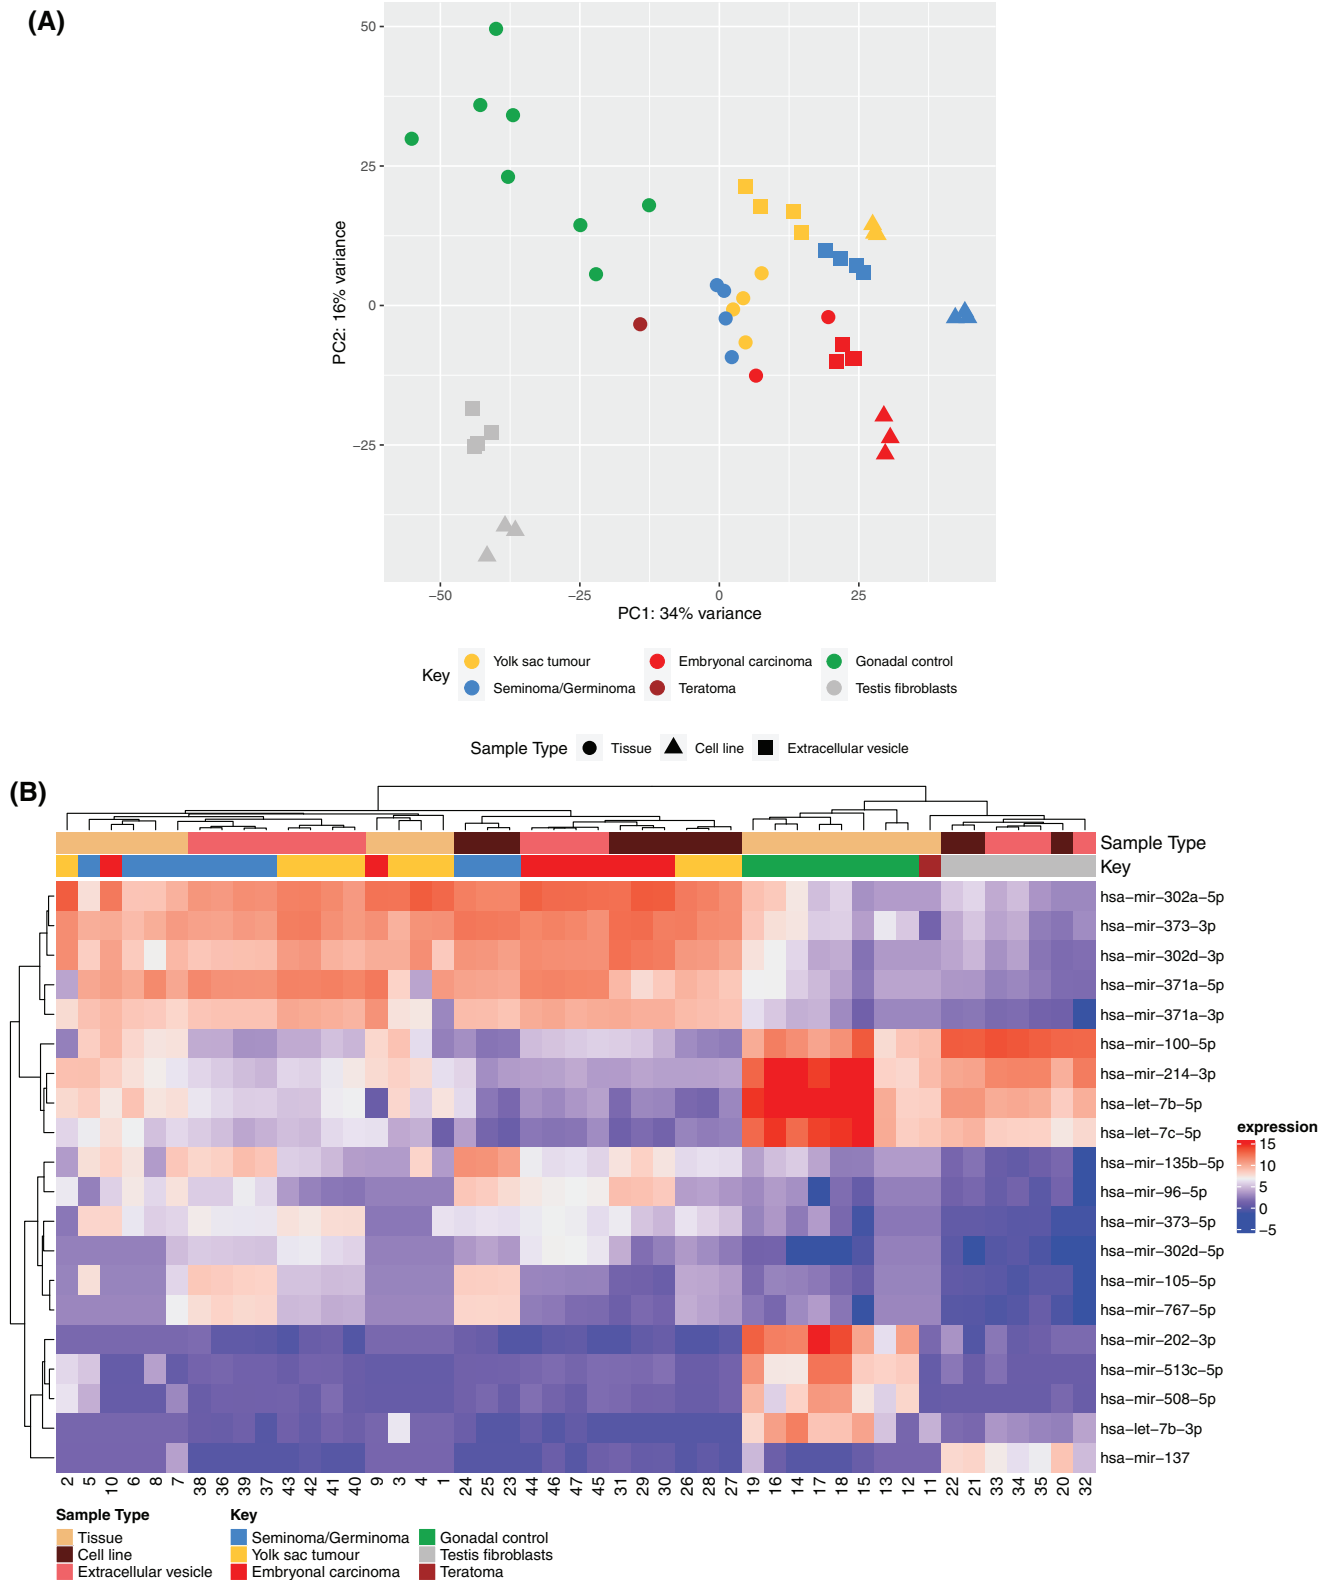 (A)
50
25
0
−25
PC2: 16% variance
−50
−25
0
25
PC1: 34% variance
Key
Yolk sac tumour
Embryonal carcinoma
Gonadal control
Seminoma/Germinoma
Teratoma
Testis fibroblasts
Sample Type
Tissue
Cell line
Extracellular vesicle
(B)
Sample Type
Key
hsa−mir−302a−5p
hsa−mir−373−3p
hsa−mir−302d−3p
hsa−mir−371a−5p
hsa−mir−371a−3p
hsa−mir−100−5p
hsa−mir−214−3p
hsa−let−7b−5p
hsa−let−7c−5p
hsa−mir−135b−5p
hsa−mir−96−5p
hsa−mir−373−5p
hsa−mir−302d−5p
hsa−mir−105−5p
hsa−mir−767−5p
hsa−mir−202−3p
hsa−mir−513c−5p
hsa−mir−508−5p
hsa−let−7b−3p
hsa−mir−137
expression
15
10
5
0
−5
2 5 10 6 8 7 38 36 39 37 43 42 41 40 9 3 4 1 24 25 23 44 46 47 45 31 29 30 26 28 27 19 16 14 17 18 15 13 12 11 22 21 33 34 35 20 32
Sample Type
Tissue
Cell line
Extracellular vesicle
Key
Seminoma/Germinoma
Yolk sac tumour
Embryonal carcinoma
Gonadal control
Testis fibroblasts
Teratoma